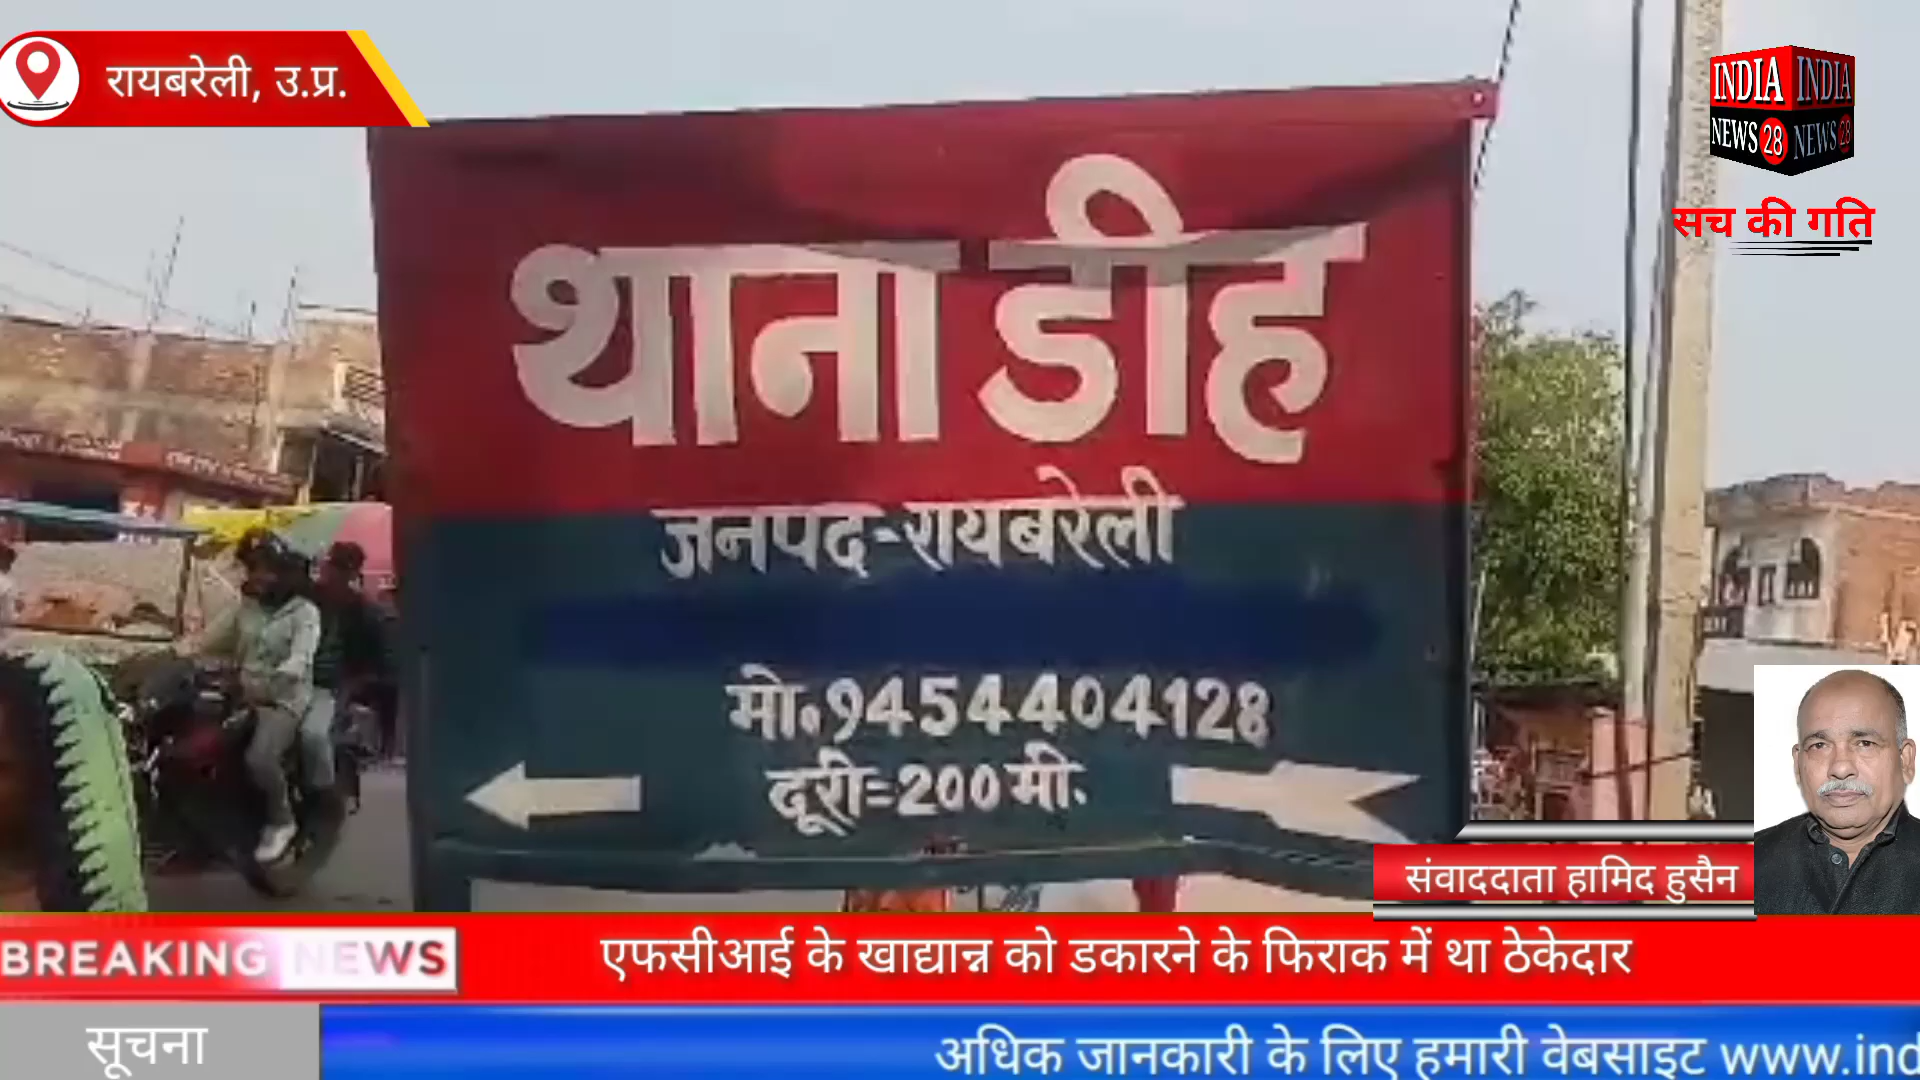 रायबरेली, उ.प्र.
INDIA INDIA
NEWS 28 NEWS 28
सच की गति
थाना डीह
जनपद-रायबरेली
मो.9454404128
दूरी=200 मी.
संवाददाता हामिद हुसैन
BREAKING NEWS
एफसीआई के खाद्यान्न को डकारने के फिराक में था ठेकेदार
सूचना
अधिक जानकारी के लिए हमारी वेबसाइट www.ind